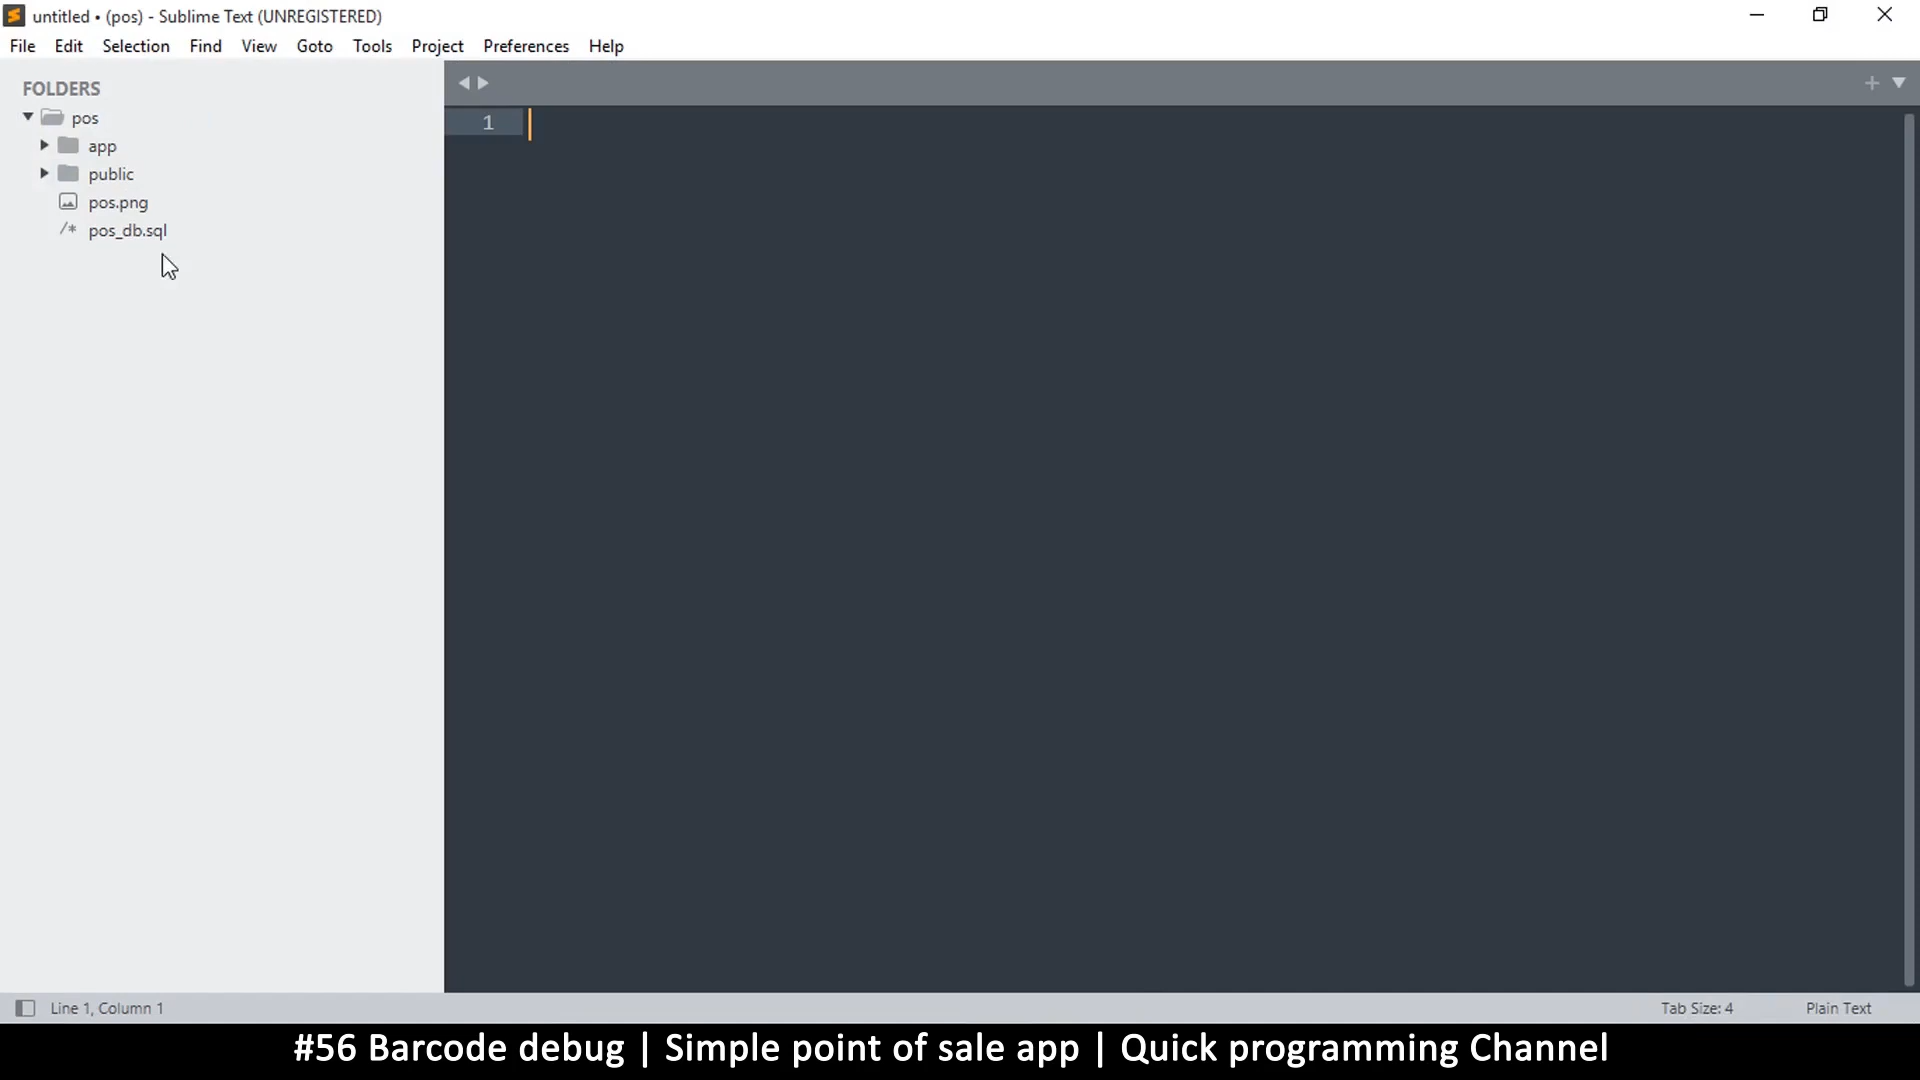 untitled • (pos) - Sublime Text (UNREGISTERED)
File Edit Selection Find View Goto Tools Project Preferences Help
FOLDERS
pos
app
public
pos.png
/* pos_db.sql
1
Line 1, Column 1
Tab Size: 4
Plain Text
#56 Barcode debug | Simple point of sale app | Quick programming Channel